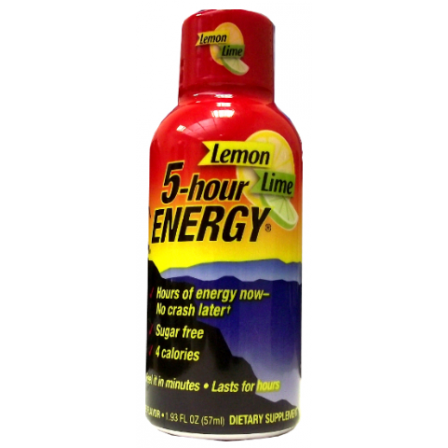 Lemon
Lime
Lemon
Lime
5-hour
ENERGY®
Hours of energy now–
No crash later†
Sugar free
4 calories
it in minutes • Lasts for hours
• 1.93 FL OZ (57ml) DIETARY SUPPLEMENT